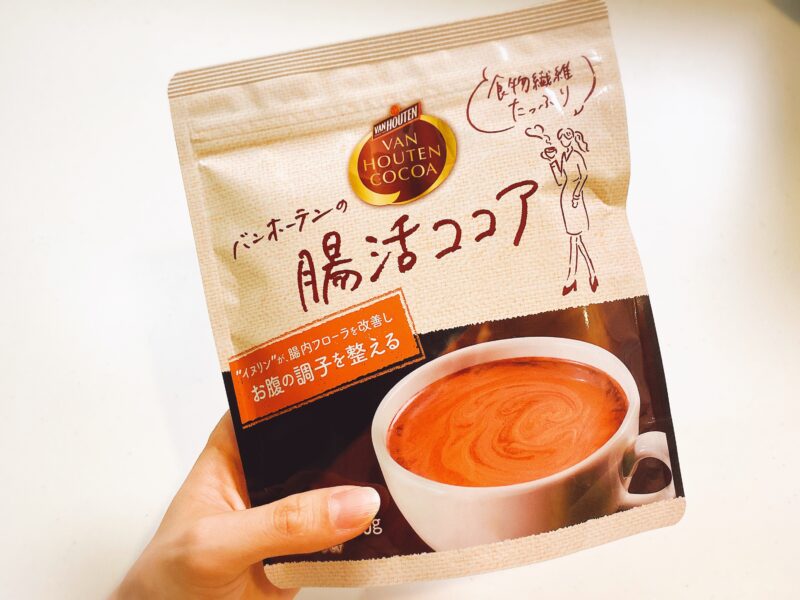 食物繊維
たっぷり
VAN HOUTEN
VAN
HOUTEN
COCOA
バンホーテンの
腸活ココア
"イヌリン"が、腸内フローラを改善し
お腹の調子を整える